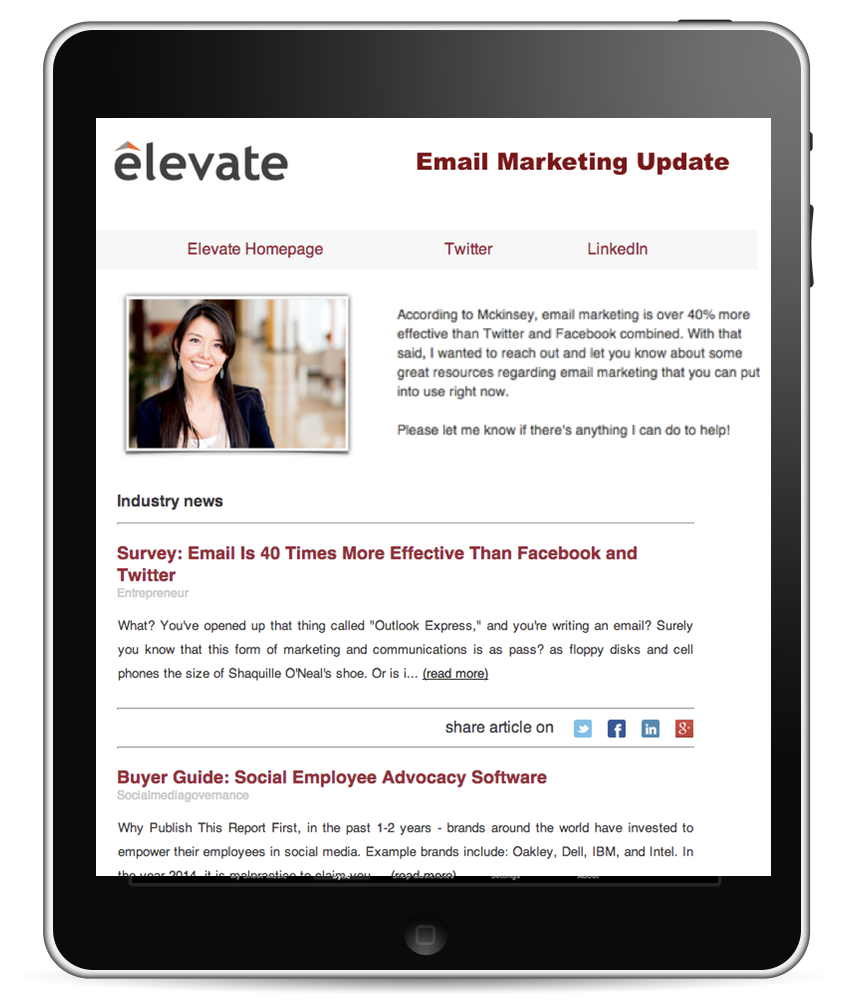 elevate
Email Marketing Update
Elevate Homepage Twitter LinkedIn
According to Mckinsey, email marketing is over 40% more
effective than Twitter and Facebook combined. With that
said, I wanted to reach out and let you know about some
great resources regarding email marketing that you can put
into use right now.
Please let me know if there's anything I can do to help!
Industry news
Survey: Email Is 40 Times More Effective Than Facebook and
Twitter
Entrepreneur
What? You've opened up that thing called "Outlook Express," and you're writing an email? Surely
you know that this form of marketing and communications is as pass? as floppy disks and cell
phones the size of Shaquille O'Neal's shoe. Or is i... (read more)
share article on
Buyer Guide: Social Employee Advocacy Software
Socialmediagovernance
Why Publish This Report First, in the past 1-2 years - brands around the world have invested to
empower their employees in social media. Example brands include: Oakley, Dell, IBM, and Intel. In
the year 2014, it is malpractice to claim you... (read more)